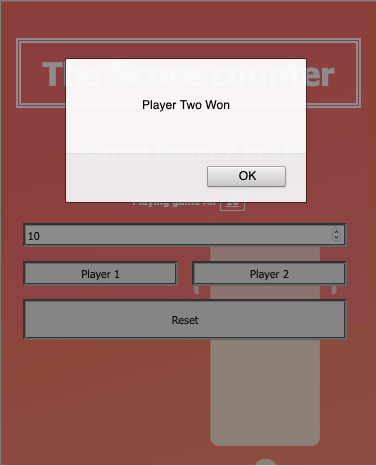 The Score counter
Player Two Won
Current Score: 7 to 10
OK
Playing game for 10
10
Player 1 Player 2
Reset